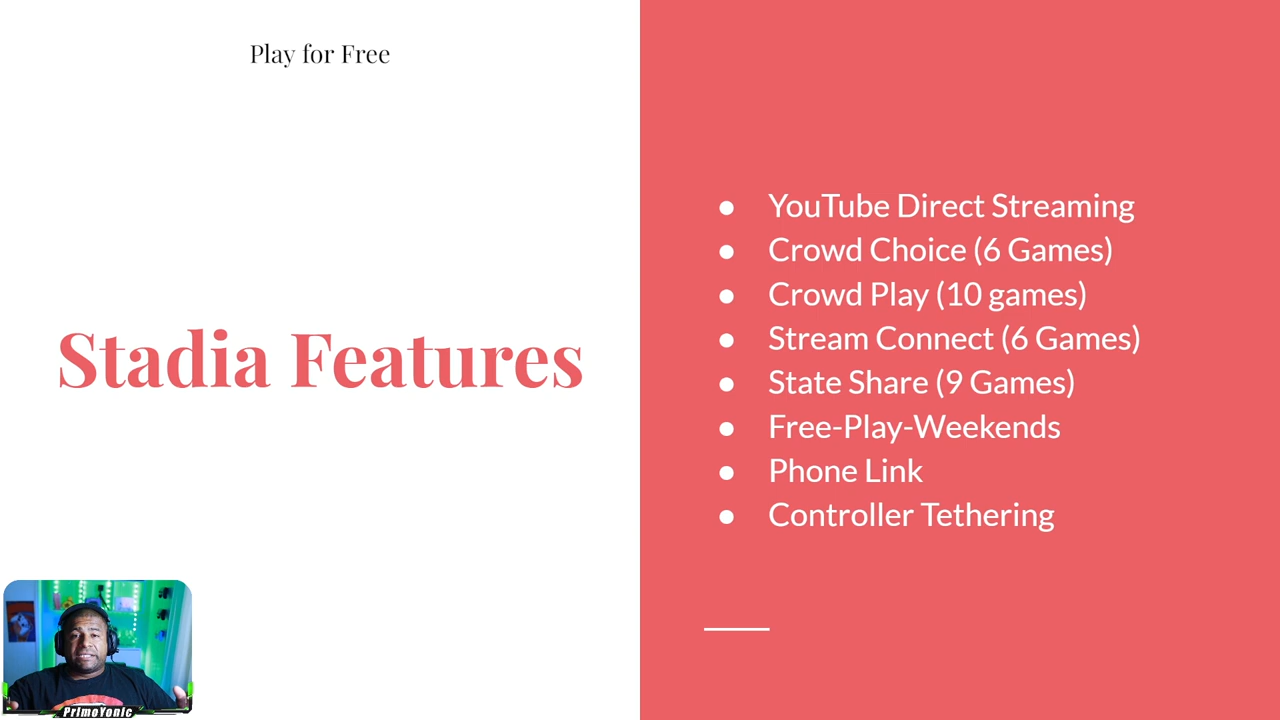 Play for Free
Stadia Features
● YouTube Direct Streaming
● Crowd Choice (6 Games)
● Crowd Play (10 games)
● Stream Connect (6 Games)
● State Share (9 Games)
● Free-Play-Weekends
● Phone Link
● Controller Tethering
PrimoYonic